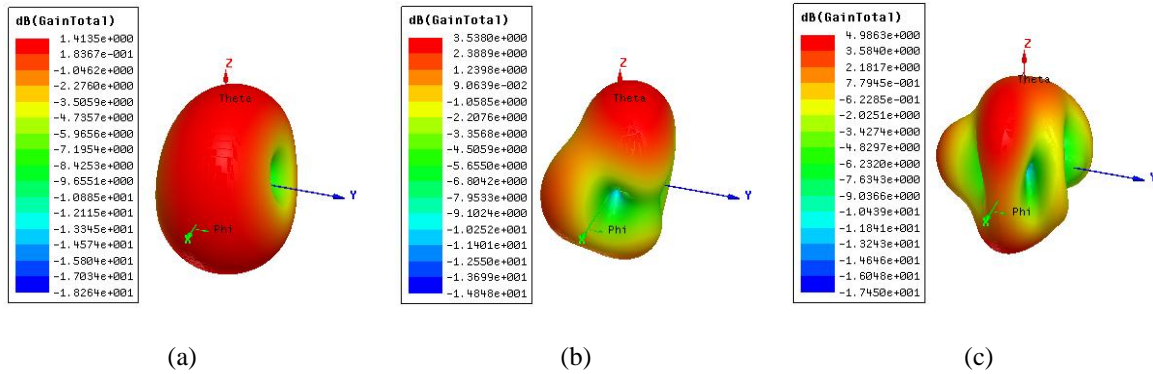 dB(GainTotal)
1.4135e+000
1.8367e-001
-1.0462e+000
-2.2760e+000
-3.5059e+000
-4.7357e+000
-5.9656e+000
-7.1954e+000
-8.4253e+000
-9.6551e+000
-1.0885e+001
-1.2115e+001
-1.3345e+001
-1.4574e+001
-1.5804e+001
-1.7034e+001
-1.8264e+001
Z
Theta
Y
Phi
X
(a)
dB(GainTotal)
3.5380e+000
2.3889e+000
1.2398e+000
9.0639e-002
-1.0585e+000
-2.2076e+000
-3.3568e+000
-4.5059e+000
-5.6550e+000
-6.8042e+000
-7.9533e+000
-9.1024e+000
-1.0252e+001
-1.1401e+001
-1.2550e+001
-1.3699e+001
-1.4848e+001
Z
Theta
Y
Phi
X
(b)
dB(GainTotal)
4.9863e+000
3.5840e+000
2.1817e+000
7.7945e-001
-6.2285e-001
-2.0251e+000
-3.4274e+000
-4.8297e+000
-6.2320e+000
-7.6343e+000
-9.0366e+000
-1.0439e+001
-1.1841e+001
-1.3243e+001
-1.4646e+001
-1.6048e+001
-1.7450e+001
Z
Theta
Y
Phi
X
(c)